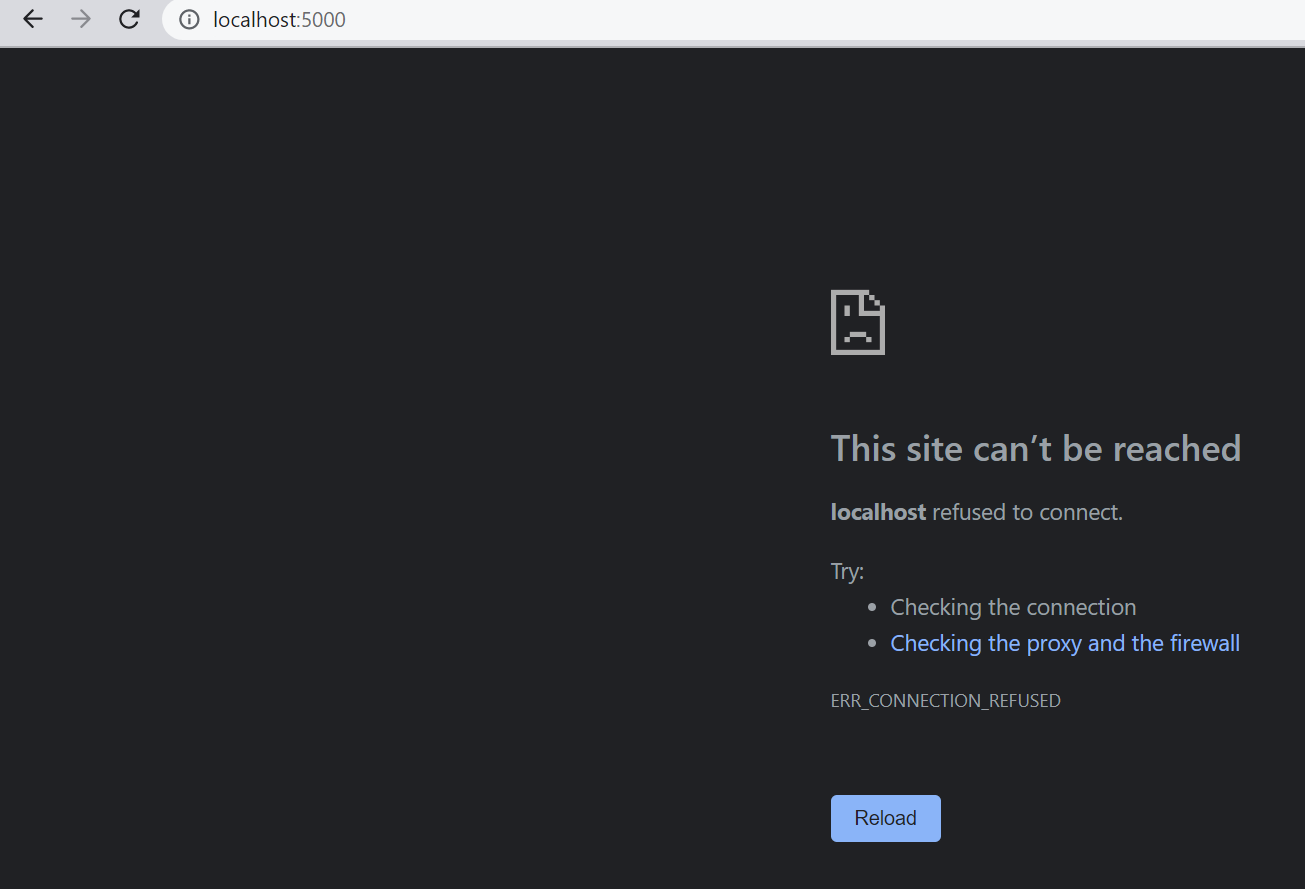 localhost:5000
This site can’t be reached
localhost refused to connect.
Try:
Checking the connection
Checking the proxy and the firewall
ERR_CONNECTION_REFUSED
Reload